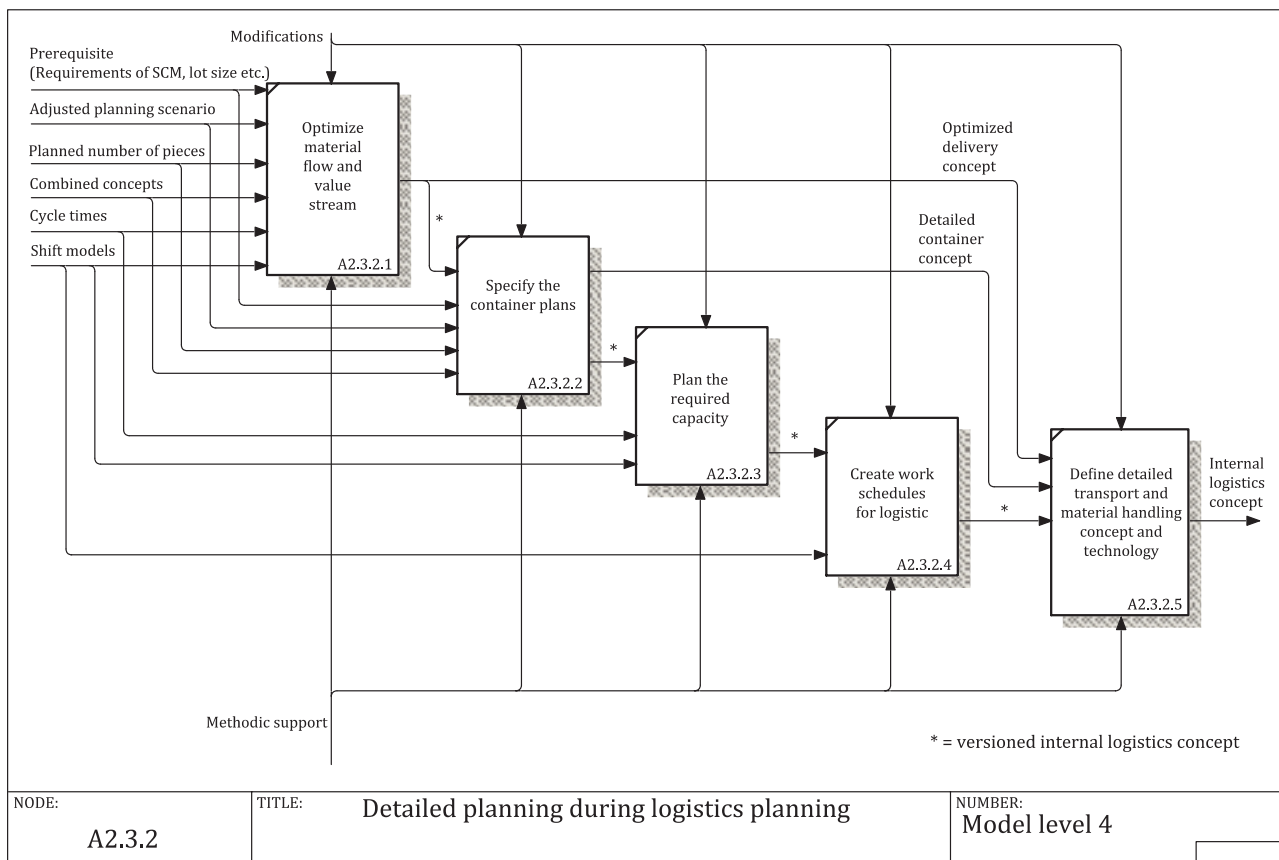 Modifications
Prerequisite
(Requirements of SCM, lot size etc.)
Adjusted planning scenario
Planned number of pieces
Combined concepts
Cycle times
Shift models
Optimize
material
flow and
value
stream
A2.3.2.1
*
Optimized
delivery
concept
Detailed
container
concept
Specify the
container plans
A2.3.2.2
*
Plan the
required
capacity
A2.3.2.3
*
Create work
schedules
for logistic
A2.3.2.4
*
Define detailed
transport and
material handling
concept and
technology
A2.3.2.5
Internal
logistics
concept
Methodic support
* = versioned internal logistics concept
NODE:
A2.3.2
TITLE:
Detailed planning during logistics planning
NUMBER:
Model level 4